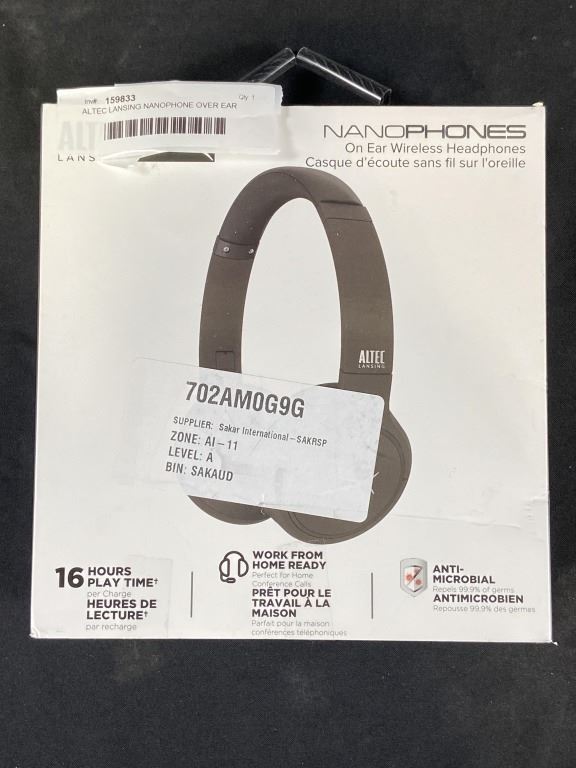 Inv#: 159833 Qty 1
ALTEC LANSING NANOPHONE OVER EAR
ALT
LANS
NANOPHONES
On Ear Wireless Headphones
Casque d'écoute sans fil sur l'oreille
ALTEC
LANSING
702AM0G9G
SUPPLIER: Sakar International-SAKRSP
ZONE: AI-11
LEVEL: A
BIN: SAKAUD
16 HOURS
PLAY TIME†
per Charge
HEURES DE
LECTURE†
par recharge
WORK FROM
HOME READY
Perfect for Home
Conference Calls
PRÊT POUR LE
TRAVAIL À LA
MAISON
Parfait pour la maison
conférences téléphoniques
ANTI-
MICROBIAL
Repels 99.9% of germs
ANTIMICROBIEN
Repousse 99,9% des germas